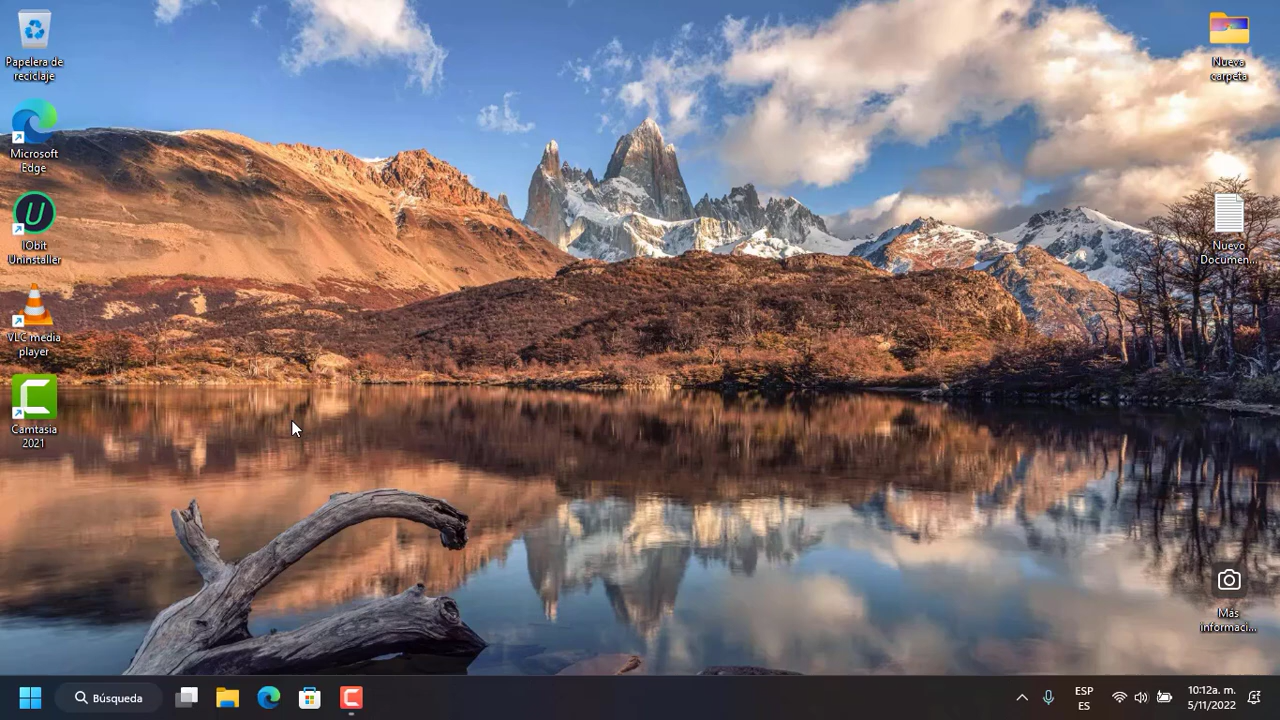 Papelera de
reciclaje
Microsoft
Edge
IObit
Uninstaller
VLC media
player
Camtasia
2021
Nueva
carpeta
Nuevo
Documen...
Más
informaci...
Búsqueda
ESP
ES
10:12a. m.
5/11/2022